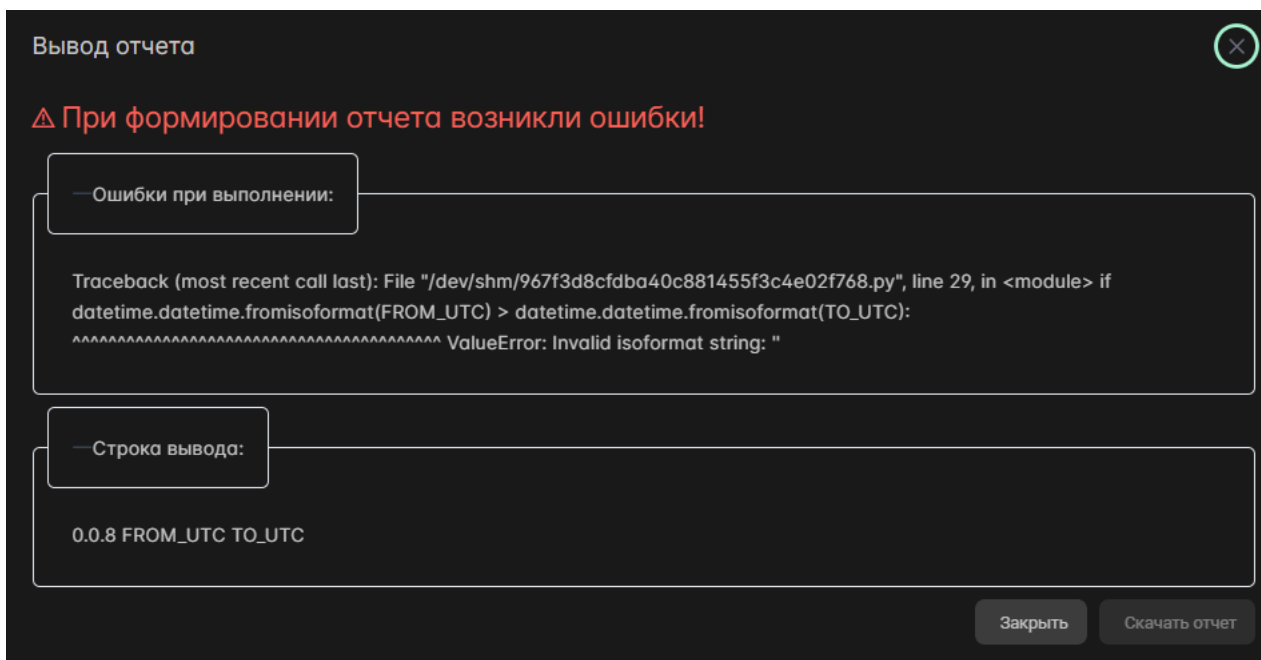 Вывод отчета
⚠ При формировании отчета возникли ошибки!
Ошибки при выполнении:
Traceback (most recent call last): File "/dev/shm/967f3d8cfdba40c881455f3c4e02f768.py", line 29, in <module> if
datetime.datetime.fromisoformat(FROM_UTC) > datetime.datetime.fromisoformat(TO_UTC):
^^^^^^^^^^^^^^^^^^^^^^^^^^^^^^^^^^^^^^^^^ ValueError: Invalid isoformat string: ''
Строка вывода:
0.0.8 FROM_UTC TO_UTC
Закрыть Скачать отчет